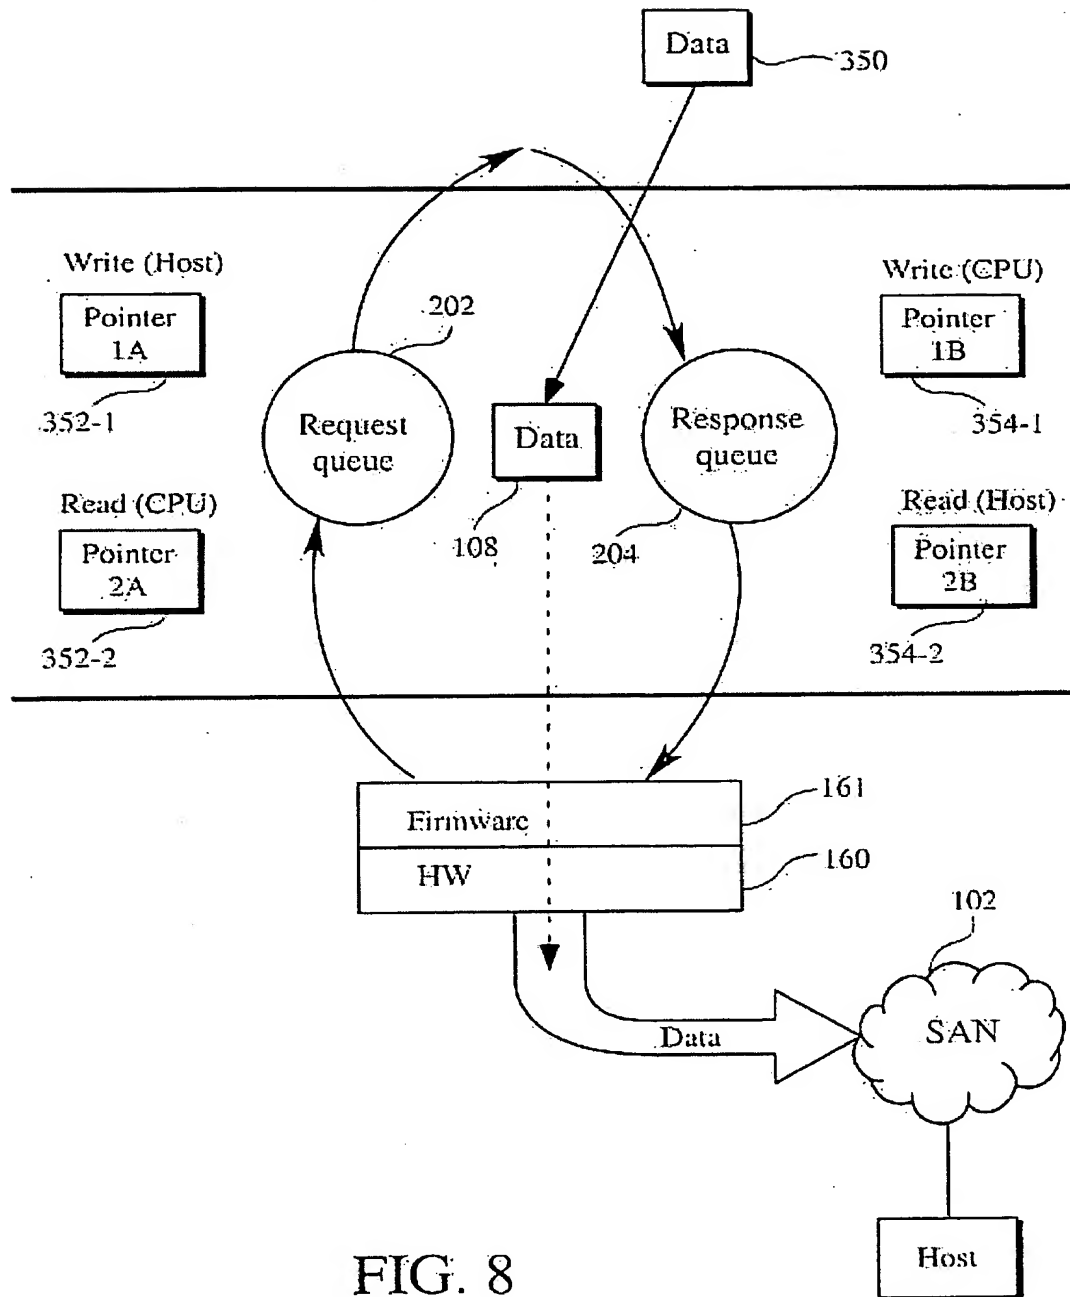 Data
350
Write (Host)
Pointer
1A
352-1
202
Write (CPU)
Pointer
1B
354-1
Request
queue
Data
108
Response
queue
204
Read (CPU)
Pointer
2A
352-2
Read (Host)
Pointer
2B
354-2
Firmware
161
HW
160
102
Data
SAN
Host
FIG. 8